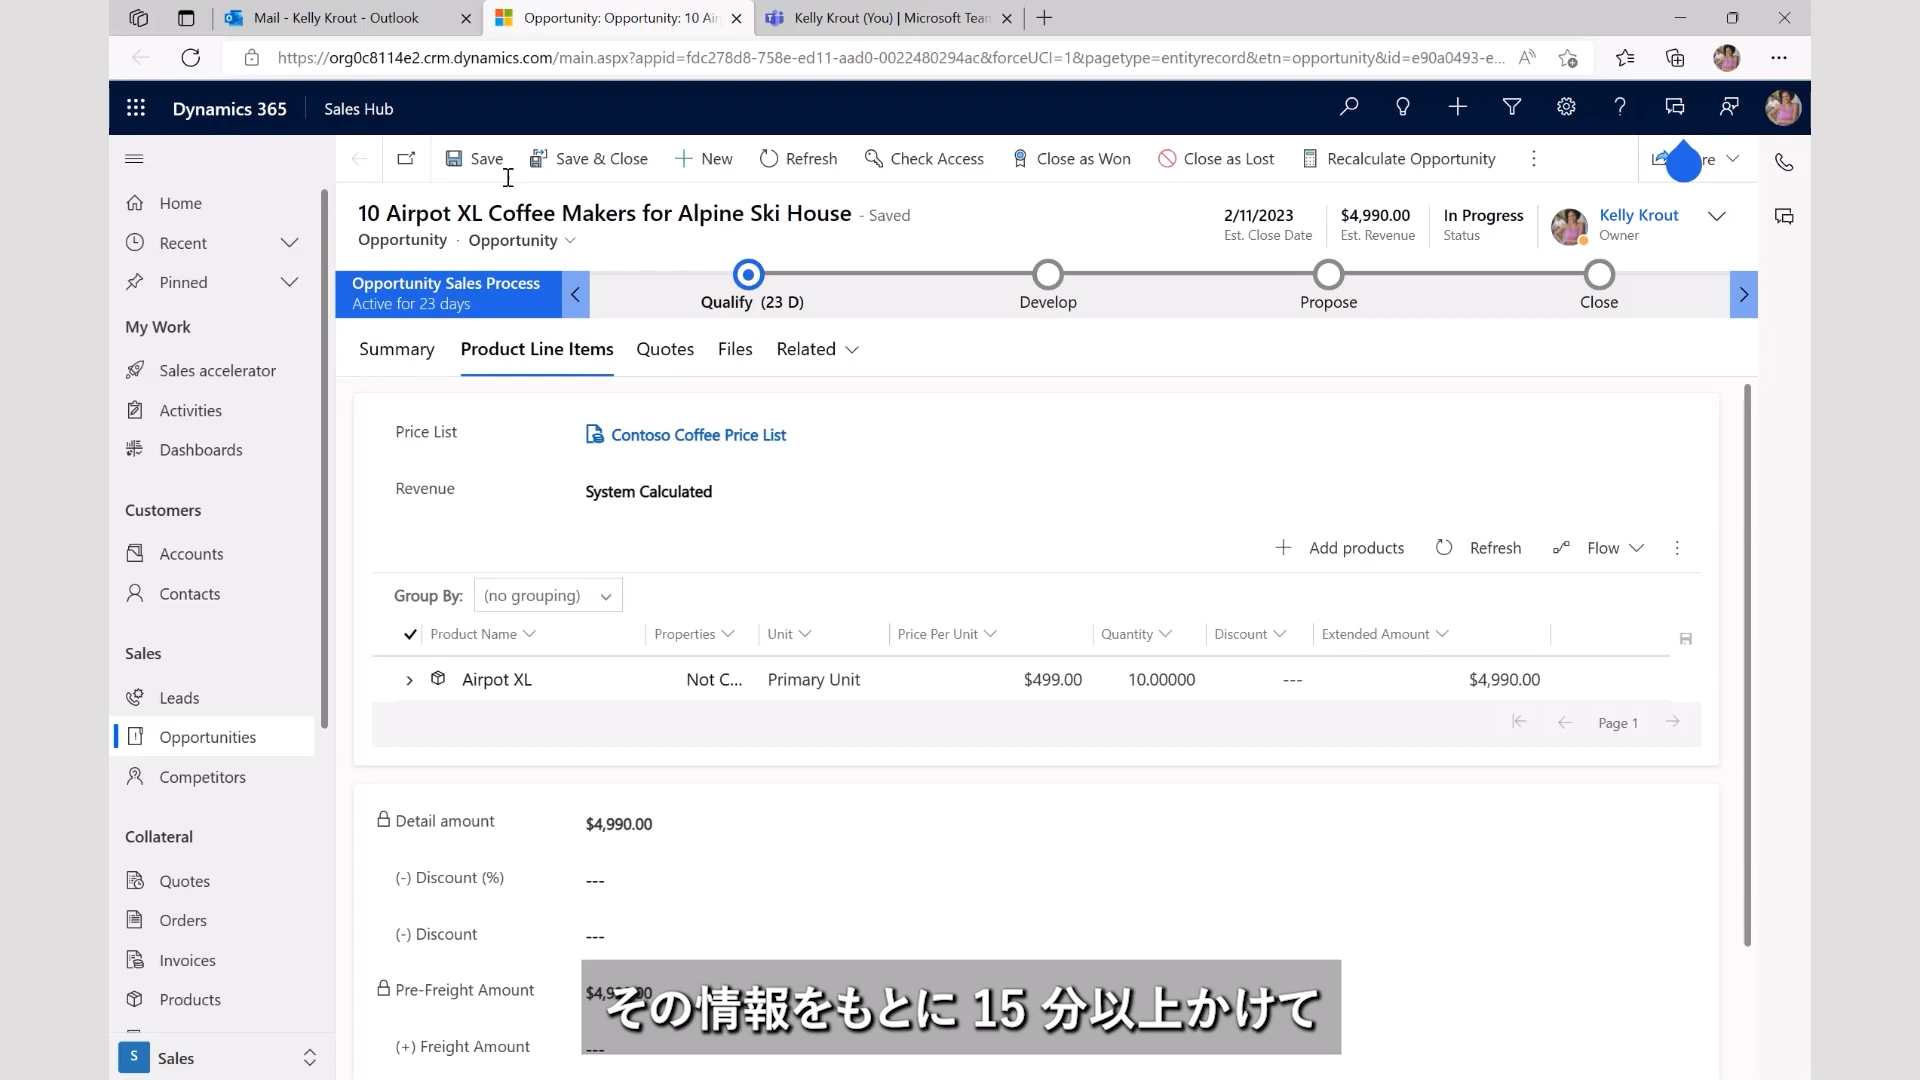 Mail - Kelly Krout - Outlook
Opportunity: Opportunity: 10 Air
Kelly Krout (You) | Microsoft Team
https://org0c8114e2.crm.dynamics.com/main.aspx?appid=fdc278d8-758e-ed11-aad0-0022480294ac&forceUCI=1&pagetype=entityrecord&etn=opportunity&id=e90a0493-e...
Dynamics 365
Sales Hub
Save
Save & Close
New
Refresh
Check Access
Close as Won
Close as Lost
Recalculate Opportunity
Home
Recent
Pinned
My Work
Sales accelerator
Activities
Dashboards
Customers
Accounts
Contacts
Sales
Leads
Opportunities
Competitors
Collateral
Quotes
Orders
Invoices
Products
S Sales
10 Airpot XL Coffee Makers for Alpine Ski House - Saved
Opportunity · Opportunity
2/11/2023
Est. Close Date
$4,990.00
Est. Revenue
In Progress
Status
Kelly Krout
Owner
Opportunity Sales Process
Active for 23 days
Qualify (23 D)
Develop
Propose
Close
Summary
Product Line Items
Quotes
Files
Related
Price List
Contoso Coffee Price List
Revenue
System Calculated
Add products
Refresh
Flow
Group By: (no grouping)
Product Name
Properties
Unit
Price Per Unit
Quantity
Discount
Extended Amount
Airpot XL
Not C...
Primary Unit
$499.00
10.00000
---
$4,990.00
Page 1
Detail amount
$4,990.00
(-) Discount (%)
---
(-) Discount
---
Pre-Freight Amount
(+) Freight Amount
---
その情報をもとに 15 分以上かけて